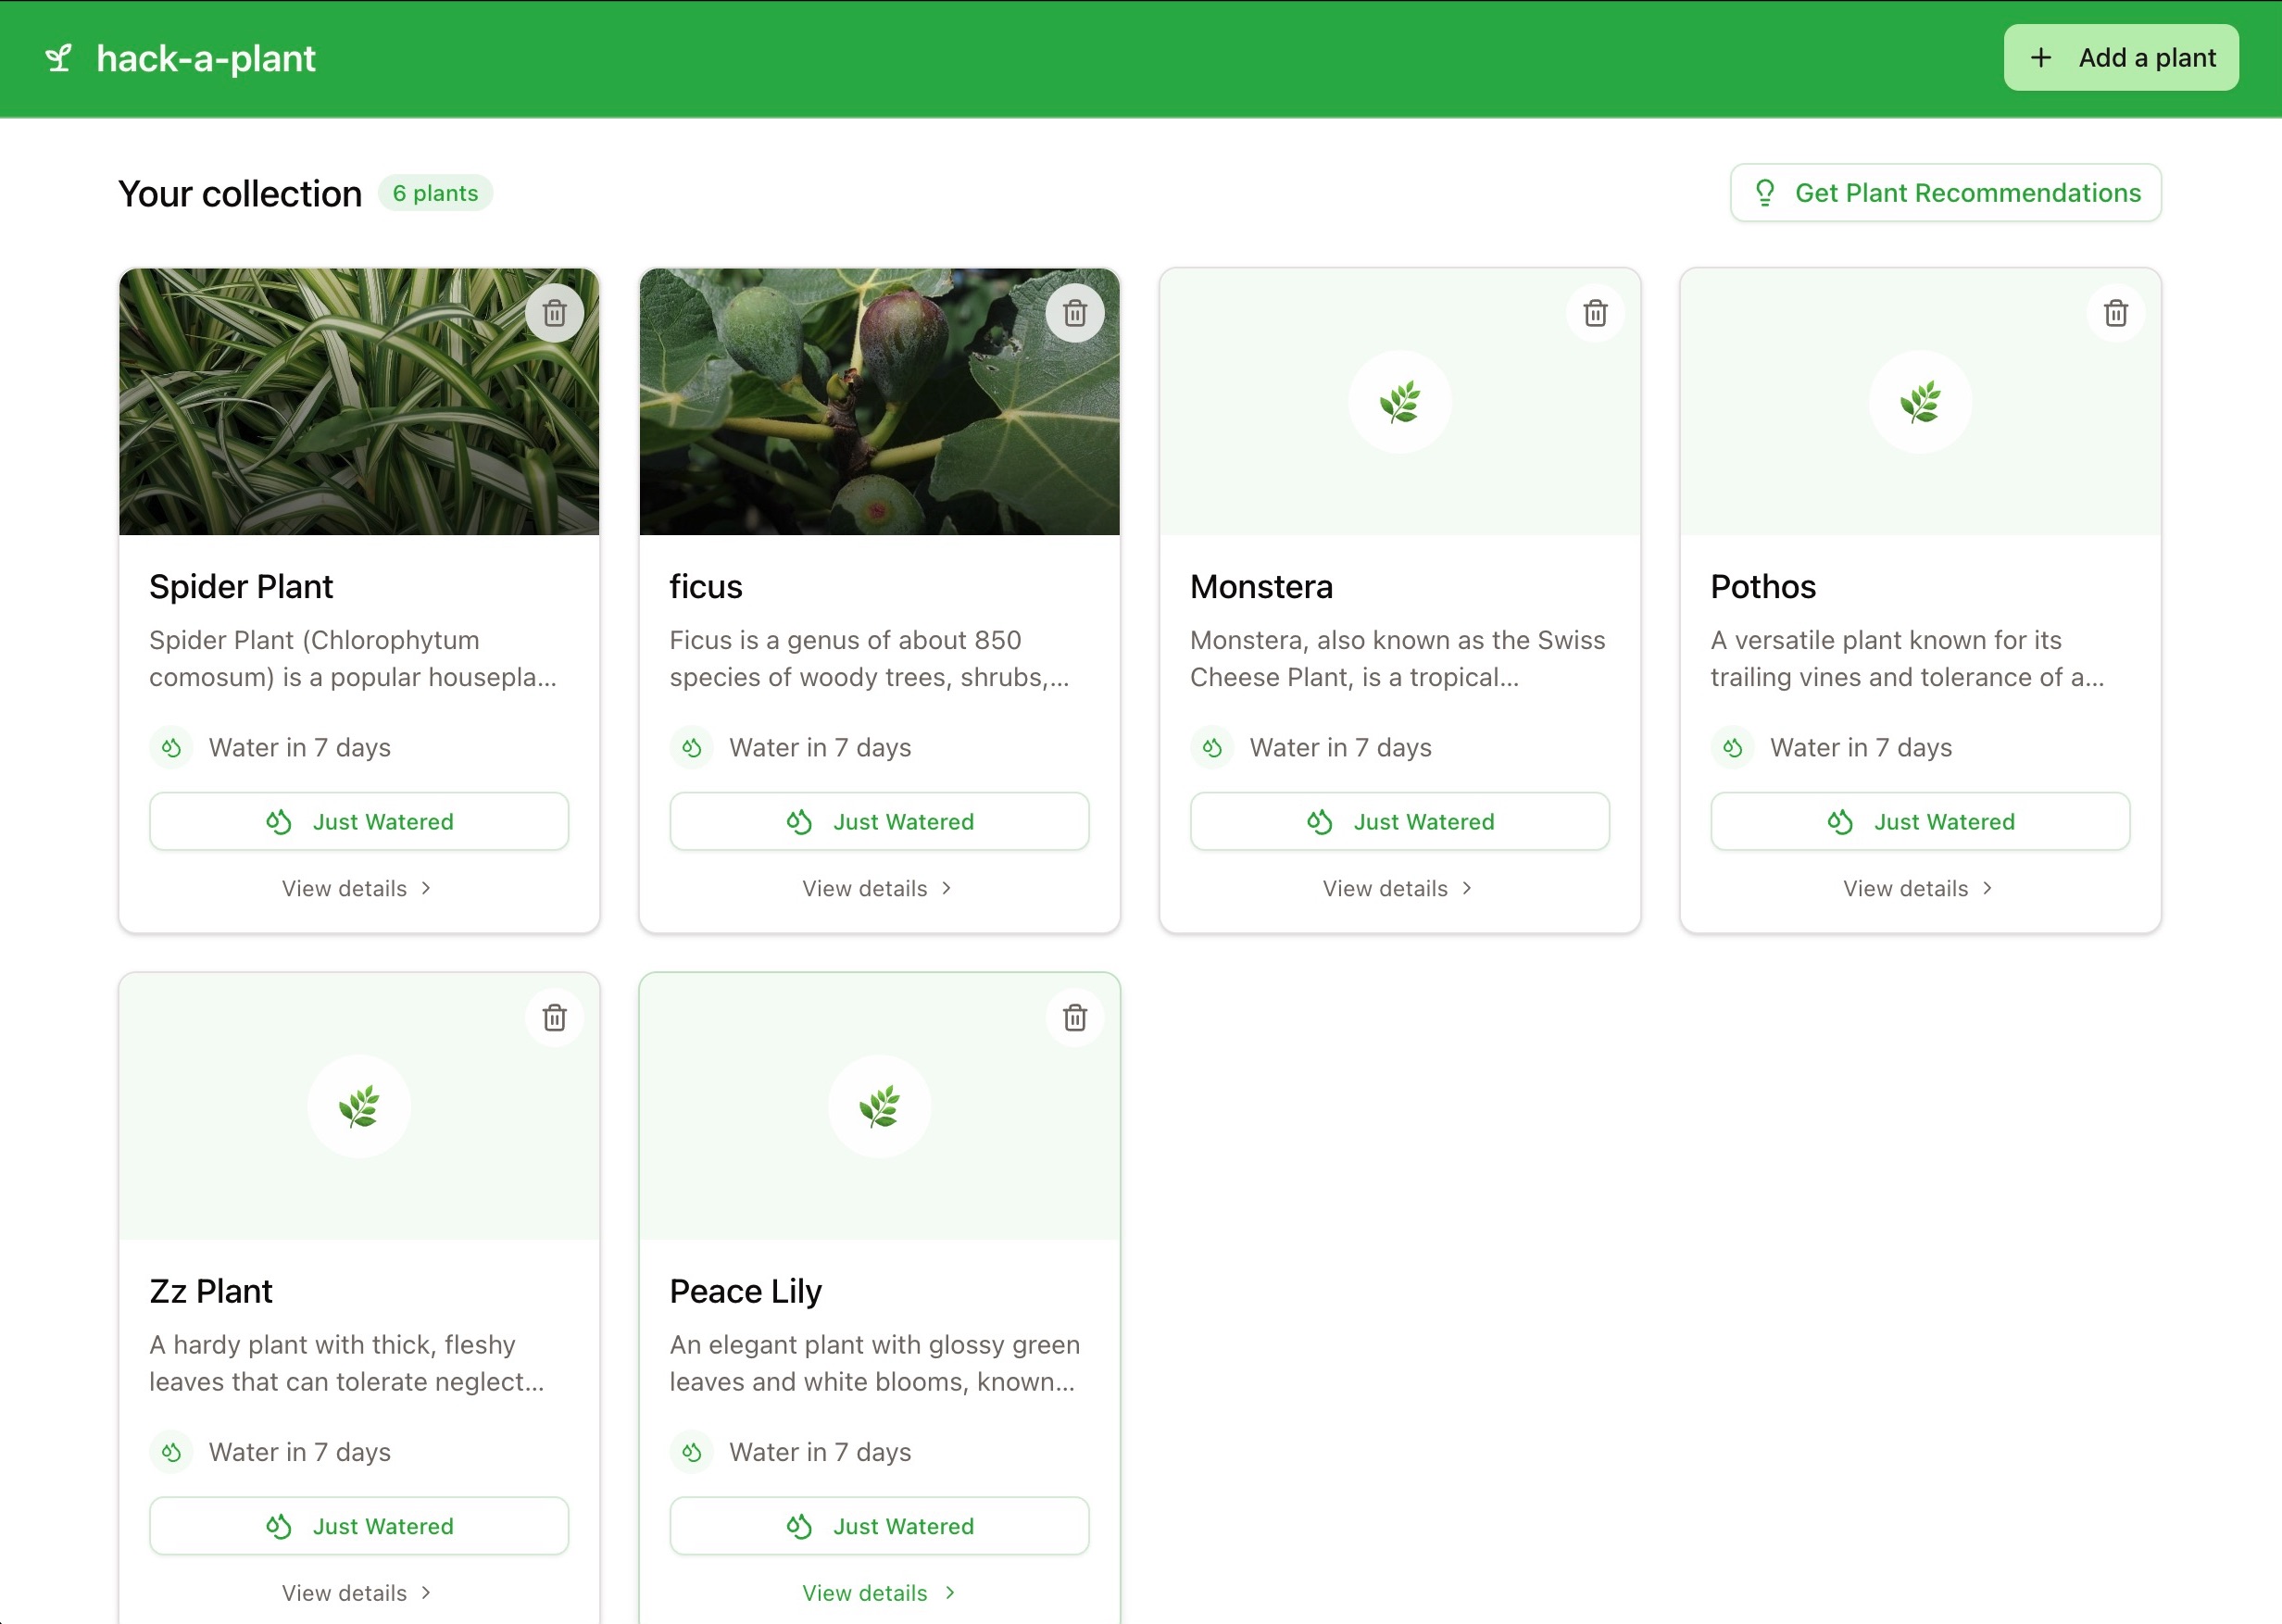 hack-a-plant
Add a plant
Your collection
6 plants
Get Plant Recommendations
Spider Plant
Spider Plant (Chlorophytum
comosum) is a popular housepla...
Water in 7 days
Just Watered
View details
ficus
Ficus is a genus of about 850
species of woody trees, shrubs,...
Water in 7 days
Just Watered
View details
Monstera
Monstera, also known as the Swiss
Cheese Plant, is a tropical...
Water in 7 days
Just Watered
View details
Pothos
A versatile plant known for its
trailing vines and tolerance of a...
Water in 7 days
Just Watered
View details
Zz Plant
A hardy plant with thick, fleshy
leaves that can tolerate neglect...
Water in 7 days
Just Watered
View details
Peace Lily
An elegant plant with glossy green
leaves and white blooms, known...
Water in 7 days
Just Watered
View details